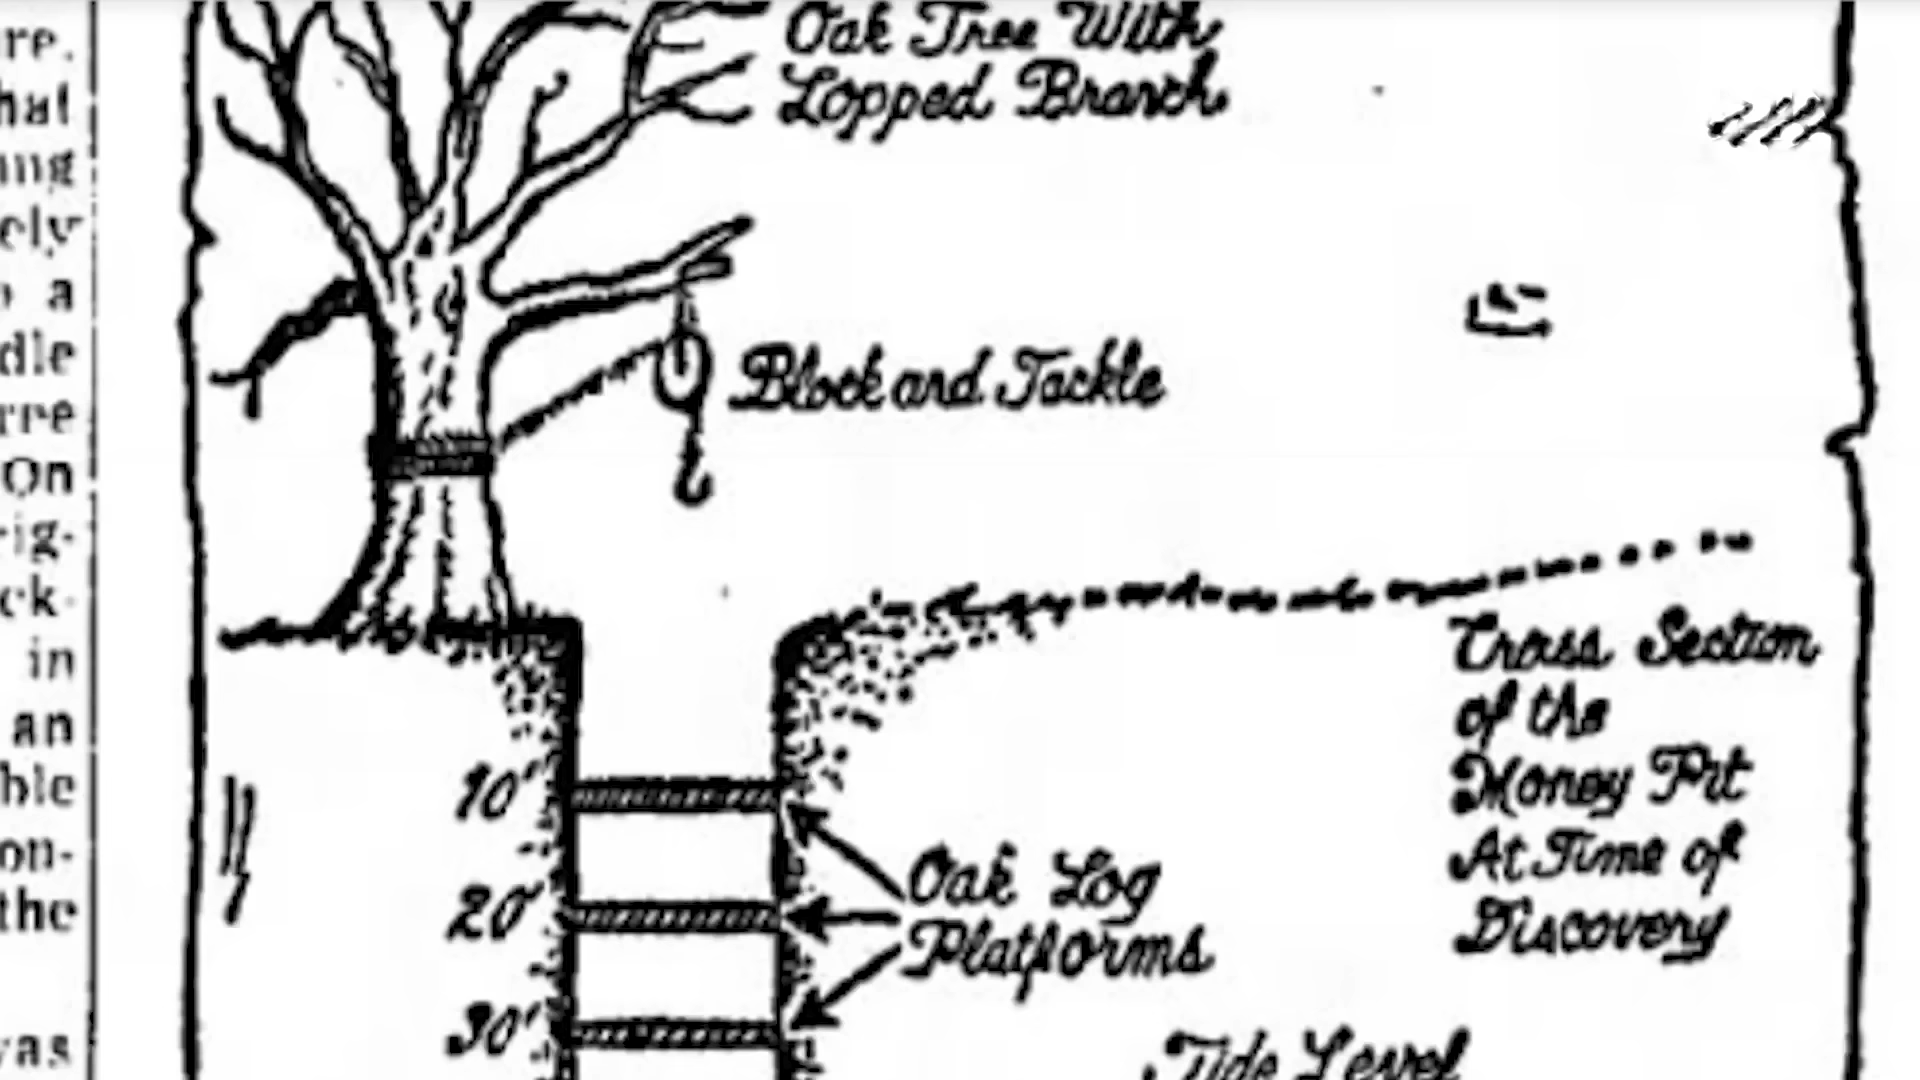 re.
hat
ing
ely
a
dle
rre
On
rig-
ck-
in
an
ble
on-
the
vas
Oak Tree With
Lopped Branch
Block and Tackle
Cross Section
of the
Money Pit
At Time of
Discovery
10'
20'
30'
Oak Log
Platforms
Tide Level